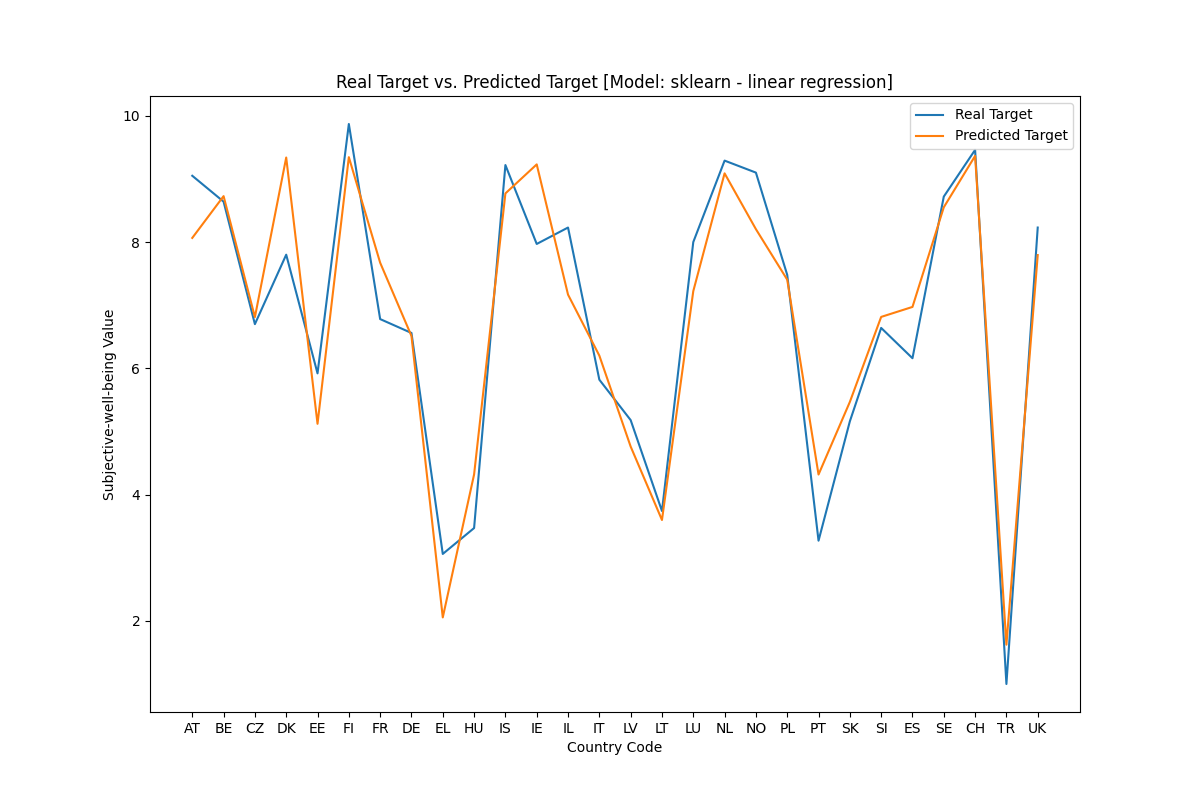 Real Target vs. Predicted Target [Model: sklearn - linear regression]
Real Target
Predicted Target
Subjective-well-being Value
10
8
6
4
2
AT BE CZ DK EE FI FR DE EL HU IS IE IL IT LV LT LU NL NO PL PT SK SI ES SE CH TR UK
Country Code